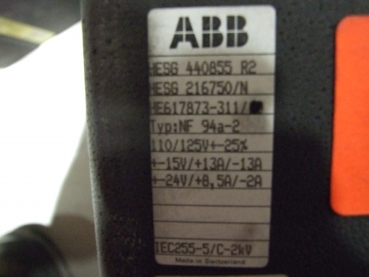 ABB
HESG 440855 R2
HESG 216750/N
HE617873-311/
Typ:NF 94a-2
110/125V+-25%
+-15V/+13A/-13A
+-24V/+8,5A/-2A
IEC255-5/C-2kV
Made in Switzerland